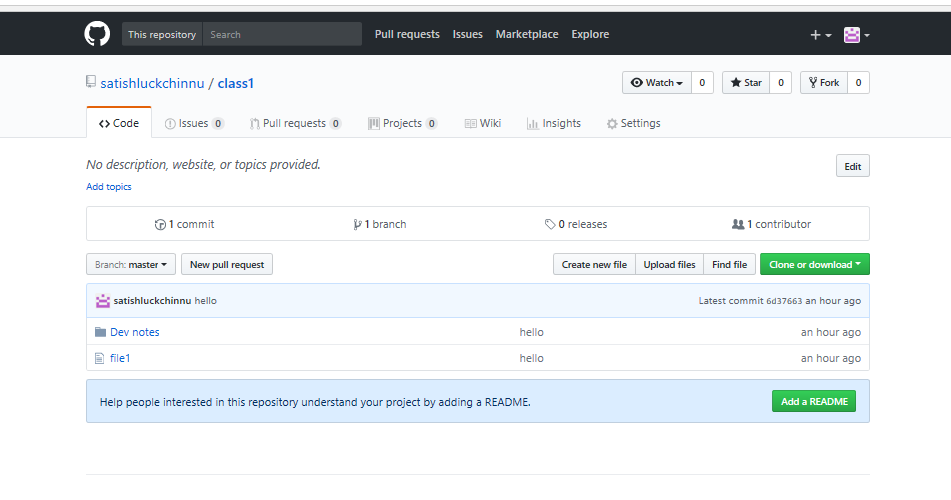 This repository Search Pull requests Issues Marketplace Explore
satishluckchinnu / class1 Watch 0 Star 0 Fork 0
Code Issues 0 Pull requests 0 Projects 0 Wiki Insights Settings
No description, website, or topics provided. Edit
Add topics
1 commit 1 branch 0 releases 1 contributor
Branch: master New pull request Create new file Upload files Find file Clone or download
satishluckchinnu hello Latest commit 6d37663 an hour ago
Dev notes hello an hour ago
file1 hello an hour ago
Help people interested in this repository understand your project by adding a README. Add a README